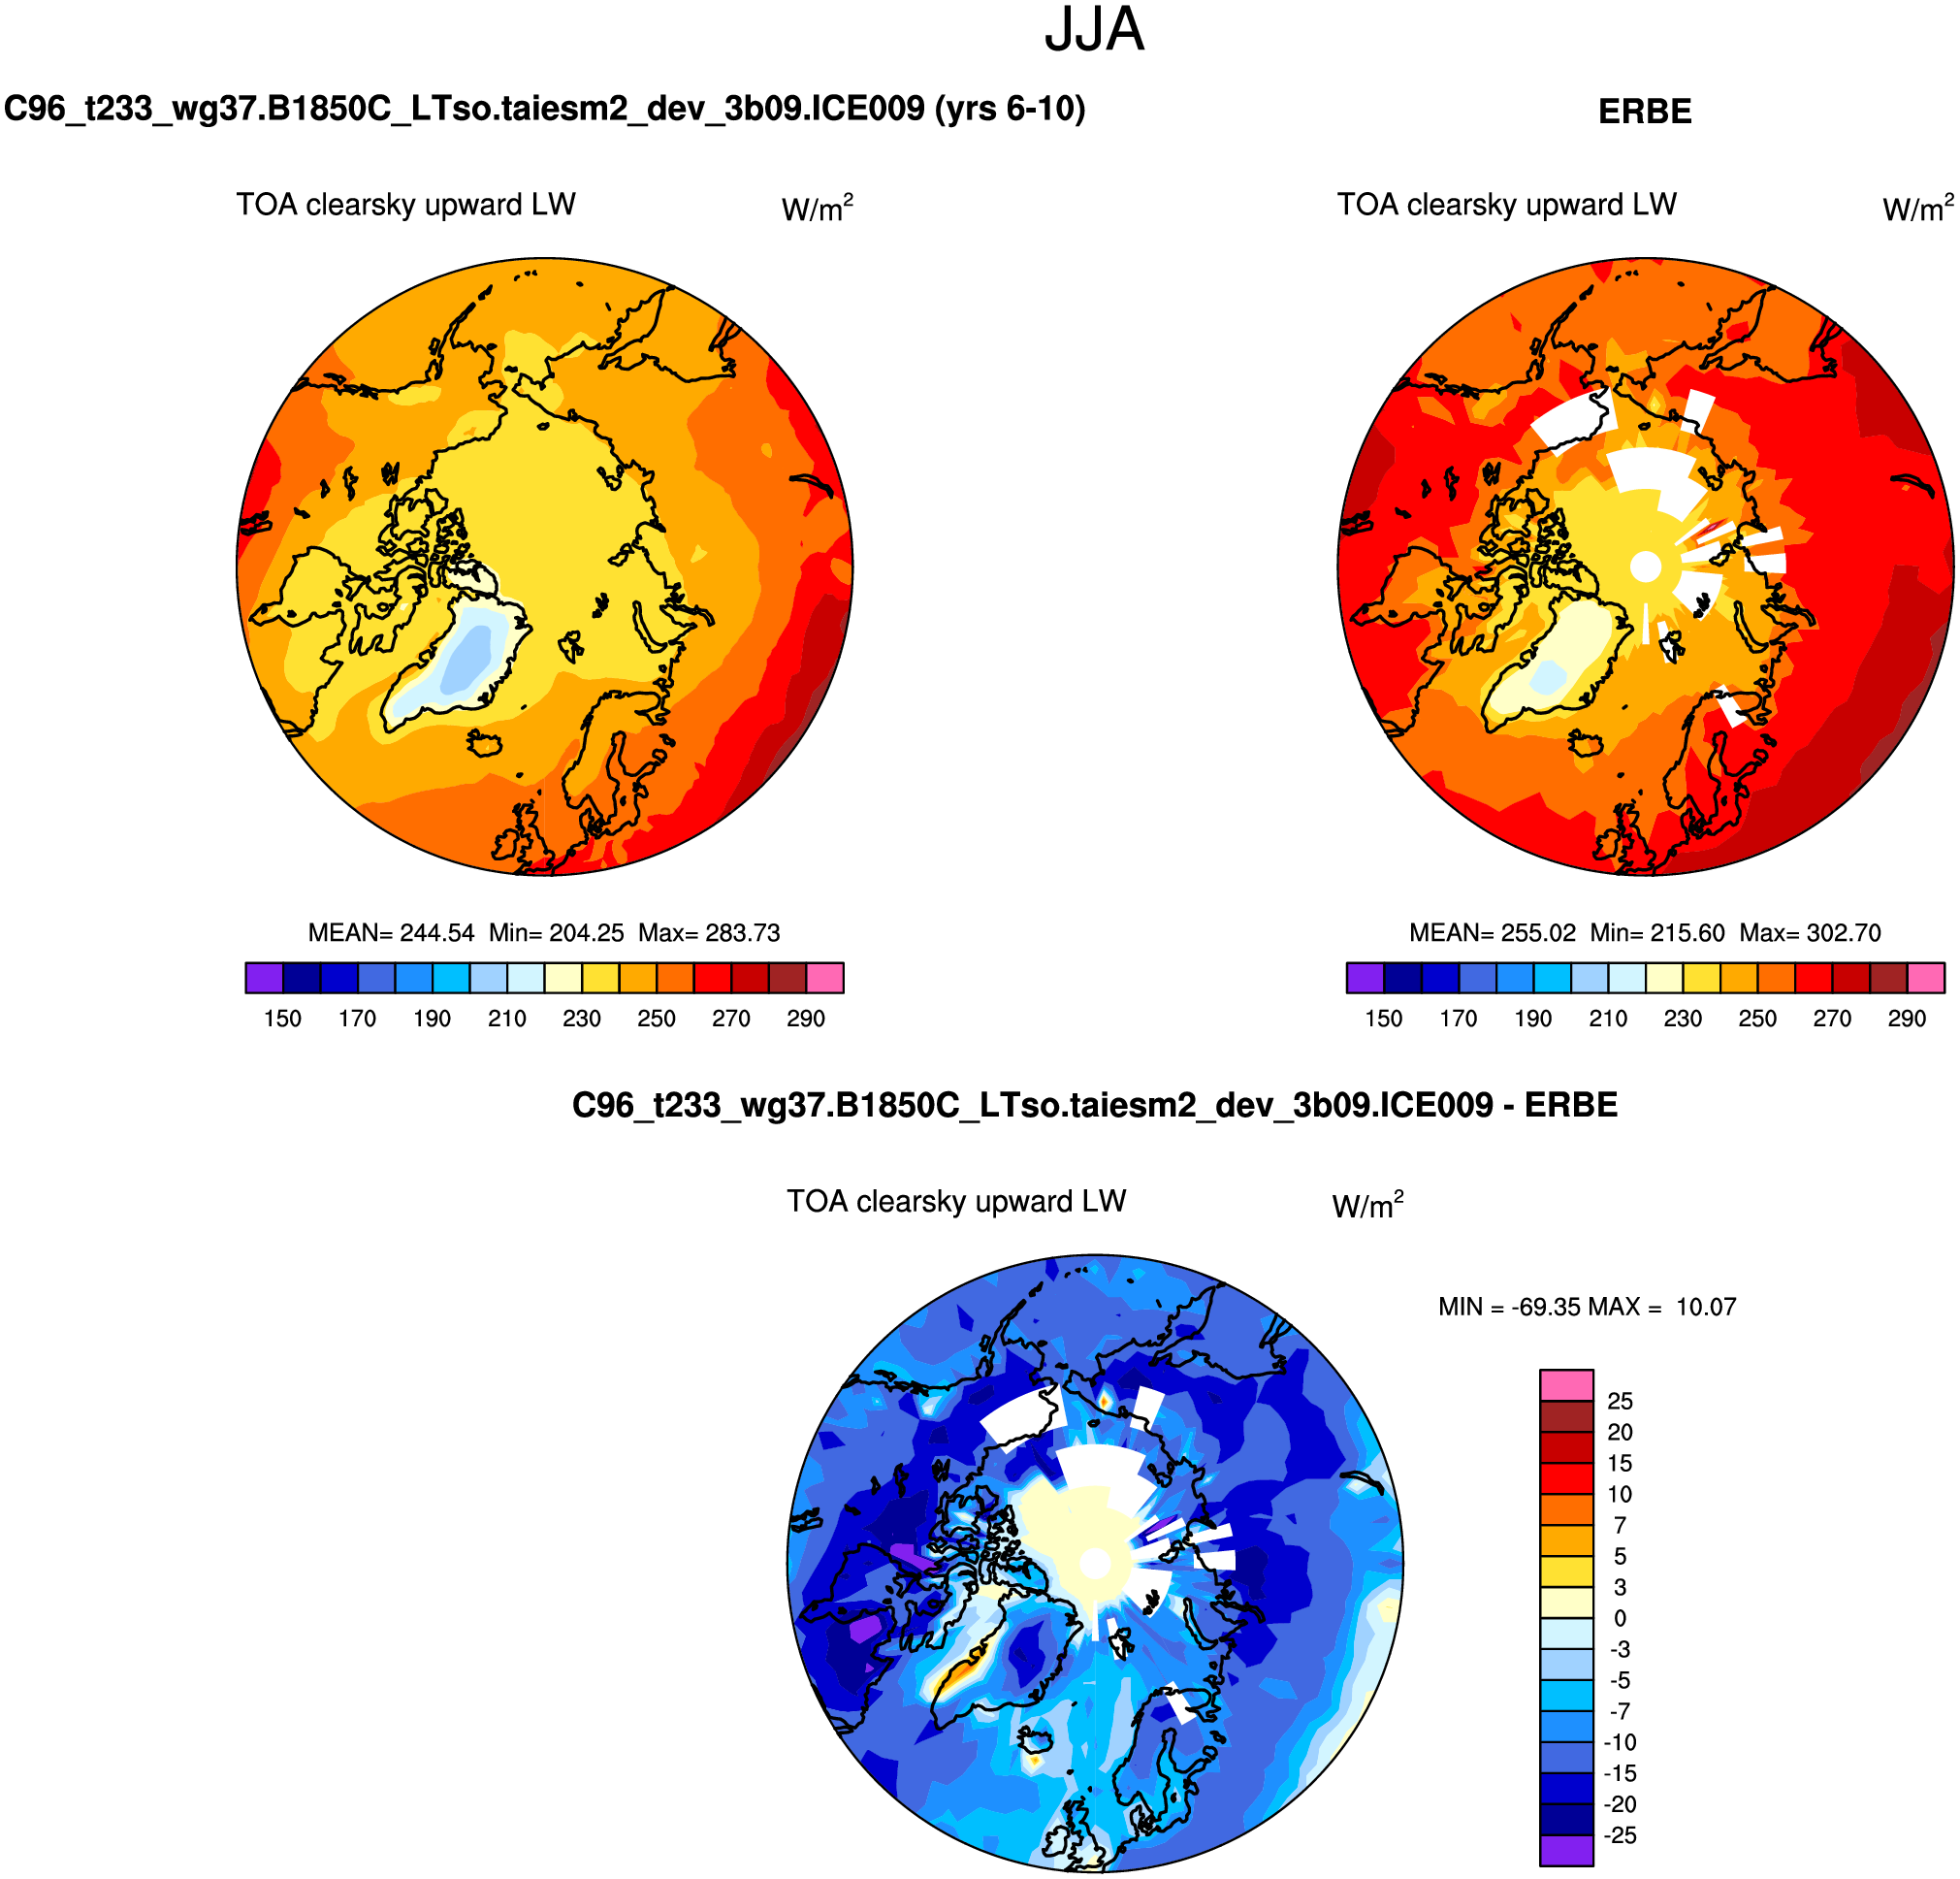 JJA
C96_t233_wg37.B1850C_LTso.taiesm2_dev_3b09.ICE009 (yrs 6-10)
ERBE
TOA clearsky upward LW W/m2
TOA clearsky upward LW W/m2
MEAN= 244.54 Min= 204.25 Max= 283.73
MEAN= 255.02 Min= 215.60 Max= 302.70
150 170 190 210 230 250 270 290
150 170 190 210 230 250 270 290
C96_t233_wg37.B1850C_LTso.taiesm2_dev_3b09.ICE009 - ERBE
TOA clearsky upward LW W/m2
MIN = -69.35 MAX = 10.07
25
20
15
10
7
5
3
0
-3
-5
-7
-10
-15
-20
-25